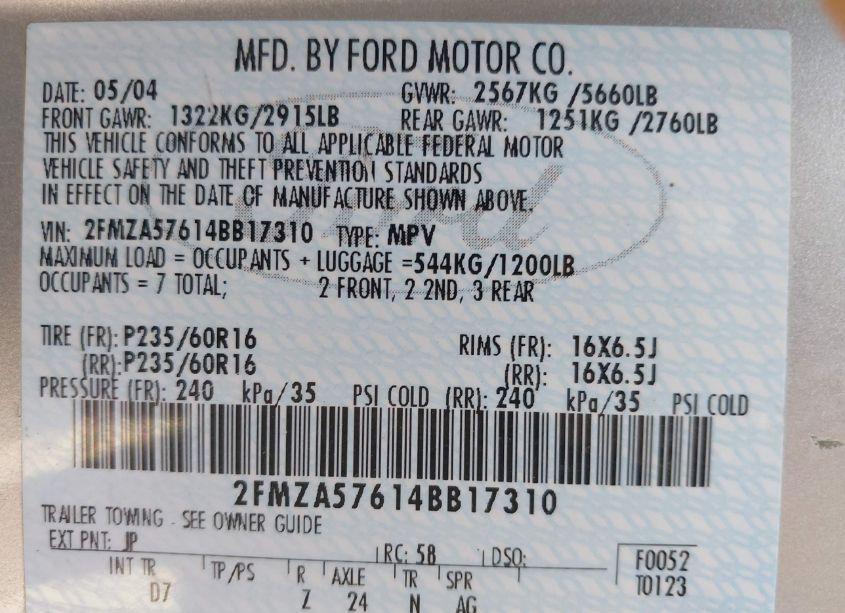 MFD. BY FORD MOTOR CO.
DATE: 05/04 GVWR: 2567KG /5660LB
FRONT GAWR: 1322KG/2915LB REAR GAWR: 1251KG /2760LB
THIS VEHICLE CONFORMS TO ALL APPLICABLE FEDERAL MOTOR
VEHICLE SAFETY AND THEFT PREVENTION STANDARDS
IN EFFECT ON THE DATE OF MANUFACTURE SHOWN ABOVE.
VIN: 2FMZA57614BB17310 TYPE: MPV
MAXIMUM LOAD = OCCUPANTS + LUGGAGE =544KG/1200LB
OCCUPANTS = 7 TOTAL; 2 FRONT, 2 2ND, 3 REAR
TIRE (FR): P235/60R16 RIMS (FR): 16X6.5J
(RR): P235/60R16 (RR): 16X6.5J
PRESSURE (FR): 240 kPa/35 PSI COLD (RR): 240 kPa/35 PSI COLD
2FMZA57614BB17310
TRAILER TOWING - SEE OWNER GUIDE
EXT PNT: JP RC: 58 DSO: F0052
INT TR TP/PS R AXLE TR SPR T0123
D7 Z 24 N AG
Ford